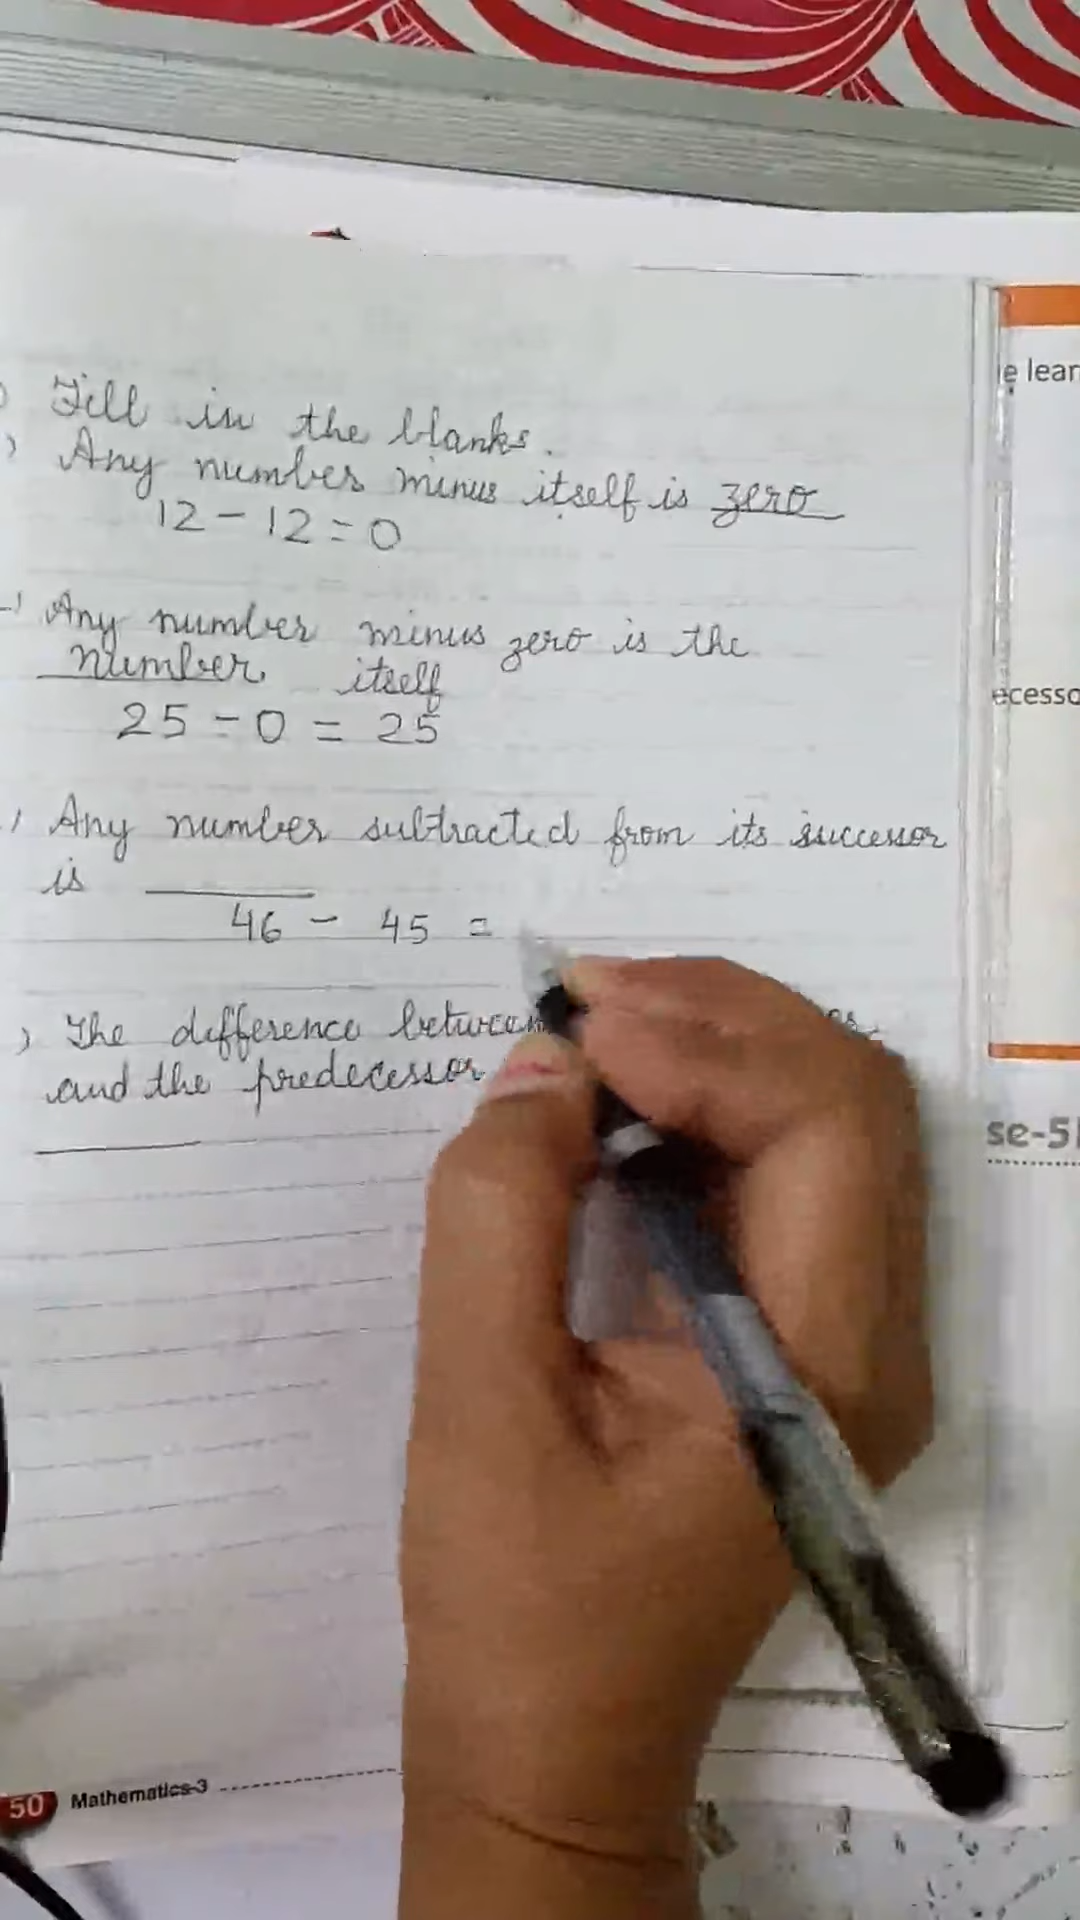 Fill in the blanks.
Any number minus itself is zero
12 - 12 = 0
Any number minus zero is the
number itself
25 - 0 = 25
Any number subtracted from its successor
is ______
46 - 45 =
The difference between
and the predecessor
______
e lear
ecesso
se-5
50 Mathematics-3